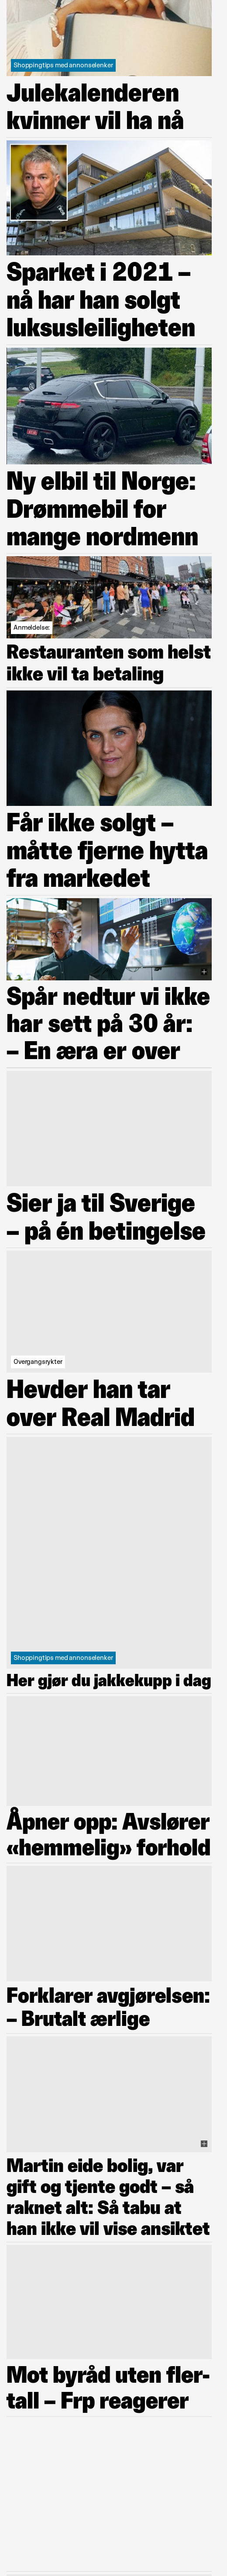 Shoppingtips med annonselenker
Julekalenderen
kvinner vil ha nå
Sparket i 2021 –
nå har han solgt
luksusleiligheten
Ny elbil til Norge:
Drømmebil for
mange nordmenn
Anmeldelse:
Restauranten som helst
ikke vil ta betaling
Får ikke solgt –
måtte fjerne hytta
fra markedet
Spår nedtur vi ikke
har sett på 30 år:
– En æra er over
Sier ja til Sverige
– på én betingelse
Overgangsrykter
Hevder han tar
over Real Madrid
Shoppingtips med annonselenker
Her gjør du jakkekupp i dag
Åpner opp: Avslører
«hemmelig» forhold
Forklarer avgjørelsen:
– Brutalt ærlige
Martin eide bolig, var
gift og tjente godt – så
raknet alt: Så tabu at
han ikke vil vise ansiktet
Mot byråd uten fler-
tall – Frp reagerer